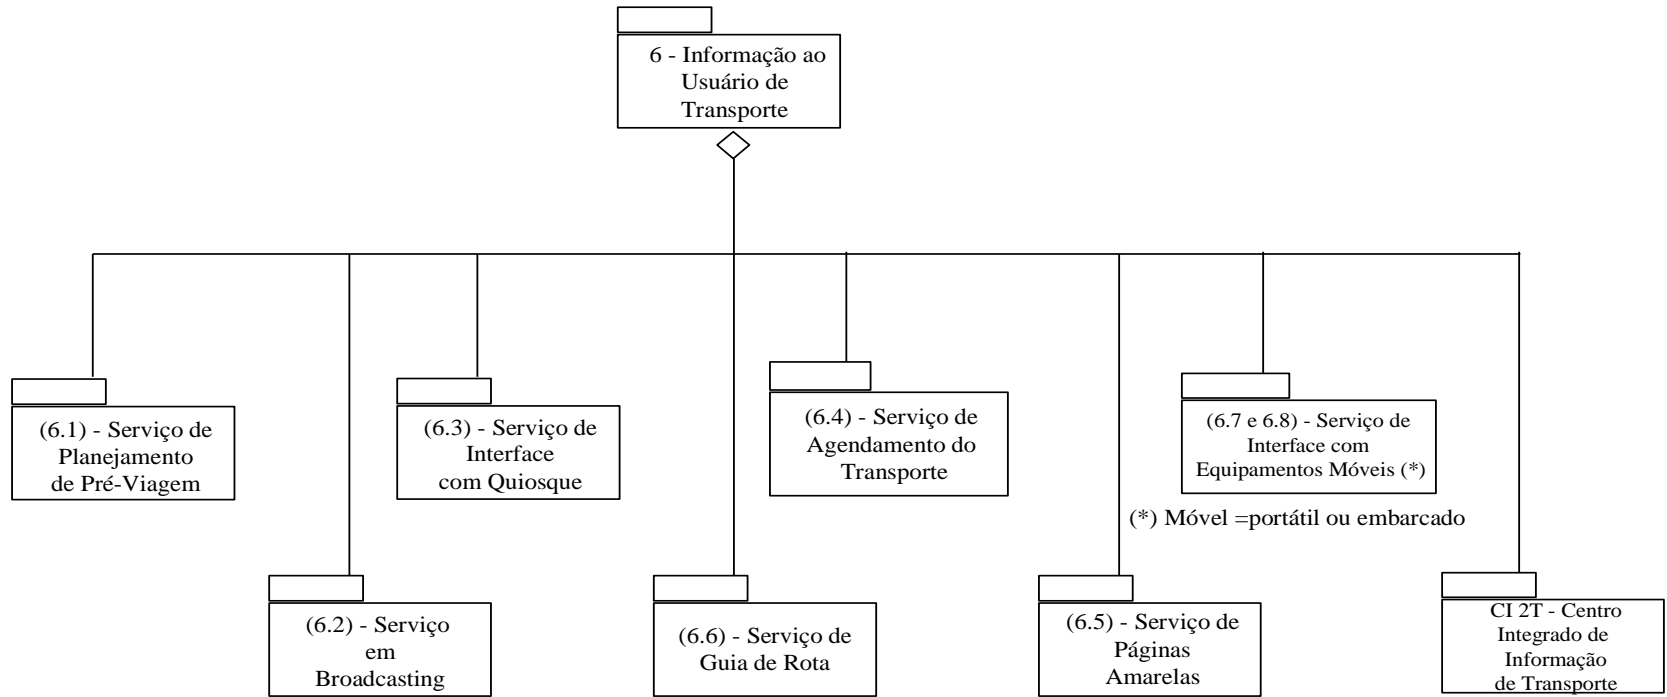 6 - Informação ao
Usuário de
Transporte
(6.1) - Serviço de
Planejamento
de Pré-Viagem
(6.3) - Serviço de
Interface
com Quiosque
(6.4) - Serviço de
Agendamento do
Transporte
(6.7 e 6.8) - Serviço de
Interface com
Equipamentos Móveis (*)
(*) Móvel =portátil ou embarcado
(6.2) - Serviço
em
Broadcasting
(6.6) - Serviço de
Guia de Rota
(6.5) - Serviço de
Páginas
Amarelas
CI 2T - Centro
Integrado de
Informação
de Transporte